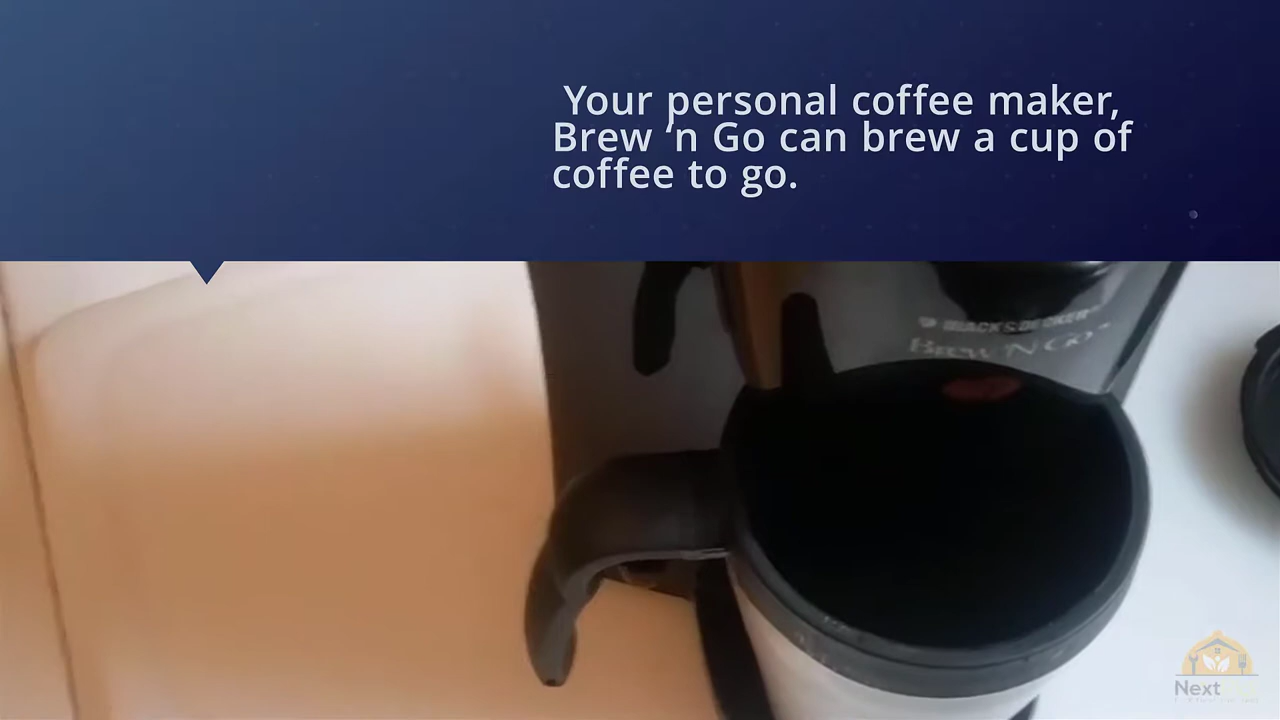 Your personal coffee maker,
Brew ‘n Go can brew a cup of
coffee to go.
BLACK & DECKER
Brew 'N Go
Next